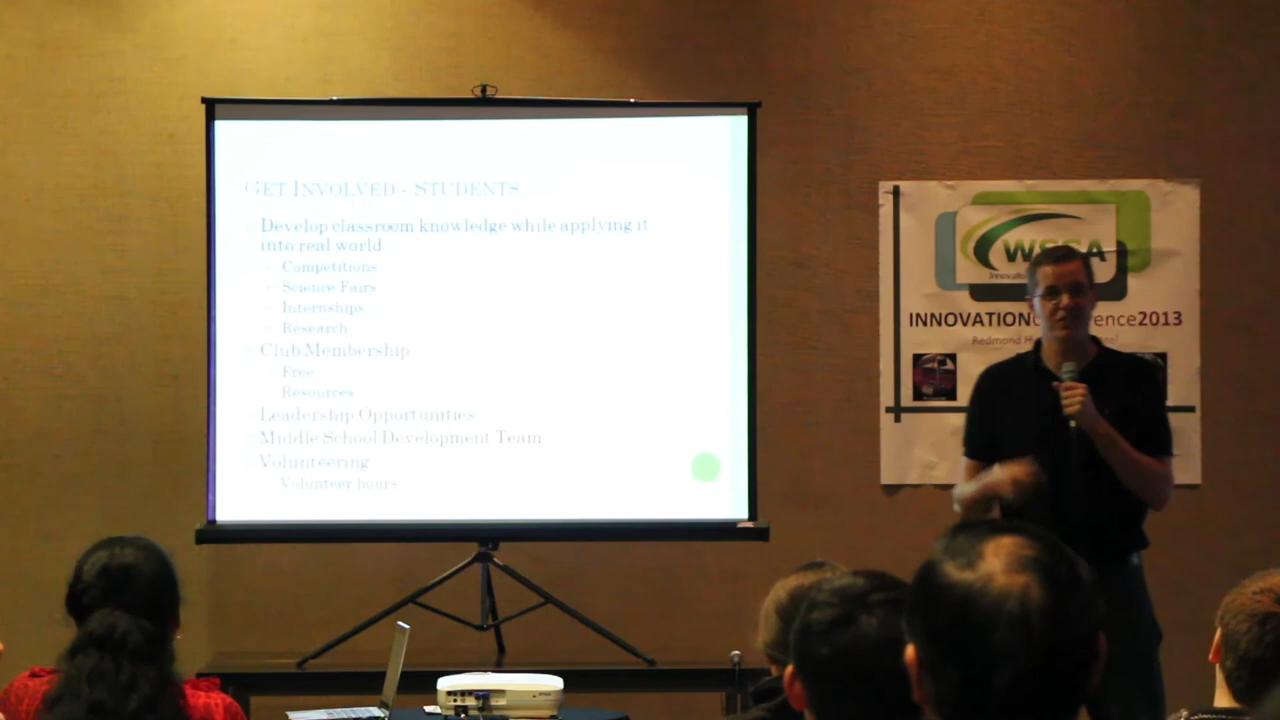 GET INVOLVED - STUDENTS
Develop classroom knowledge while applying it
into real world
Competitions
Science Fairs
Internships
Research
Club Membership
Free
Resources
Leadership Opportunities
Middle School Development Team
Volunteering
Volunteer hours
WSSA
INNOVATION ence2013
Redmond